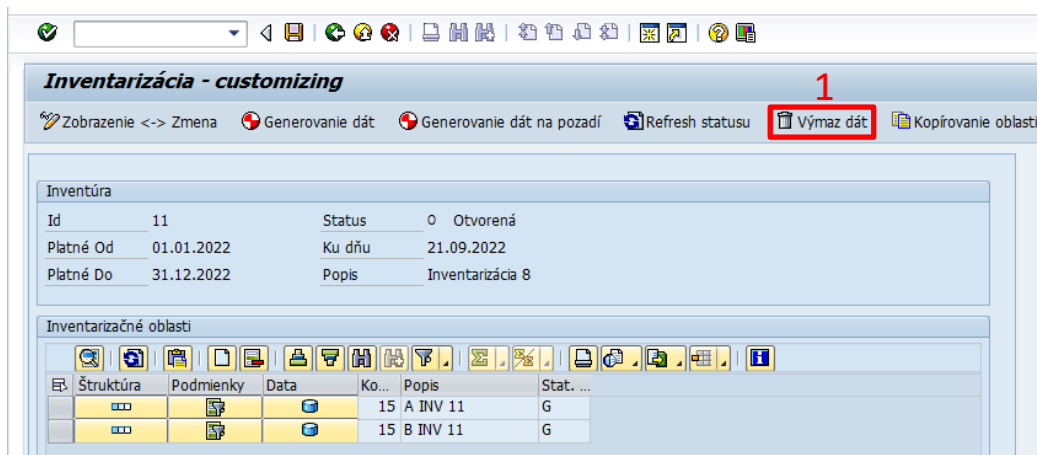 Inventarizácia - customizing
1
Zobrazenie <-> Zmena Generovanie dát Generovanie dát na pozadí Refresh statusu Výmaz dát Kopírovanie oblasti
Inventúra
Id 11 Status O Otvorená
Platné Od 01.01.2022 Ku dňu 21.09.2022
Platné Do 31.12.2022 Popis Inventarizácia 8
Inventarizačné oblasti
Štruktúra Podmienky Data Ko... Popis Stat. ...
15 A INV 11 G
15 B INV 11 G